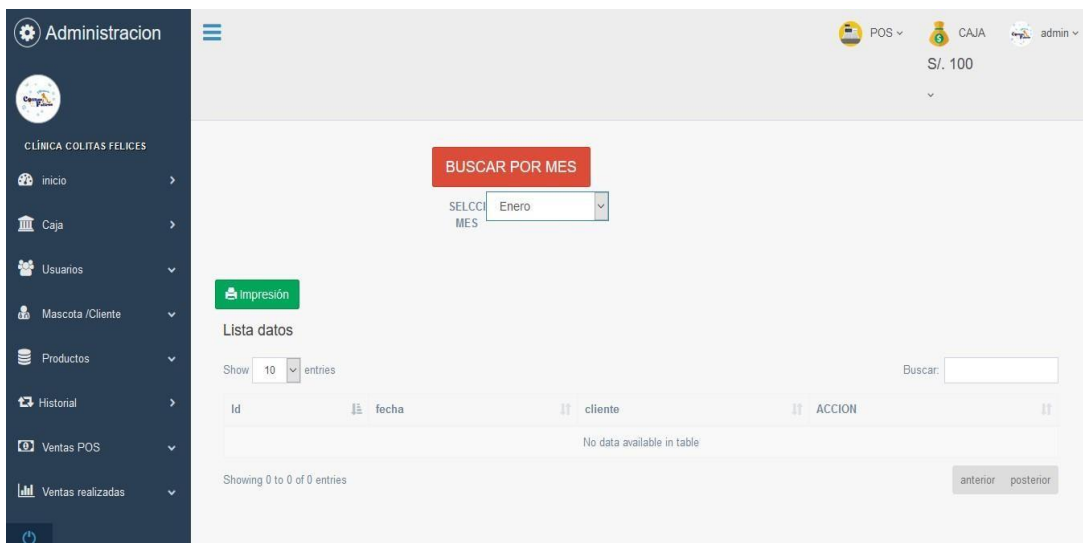 Administracion
POS
CAJA
admin
S/. 100
CLÍNICA COLITAS FELICES
inicio
Caja
Usuarios
Mascota /Cliente
Productos
Historial
Ventas POS
Ventas realizadas
BUSCAR POR MES
SELCCI
MES
Enero
Impresión
Lista datos
Show 10 entries
Buscar:
Id fecha cliente ACCION
No data available in table
Showing 0 to 0 of 0 entries
anterior posterior